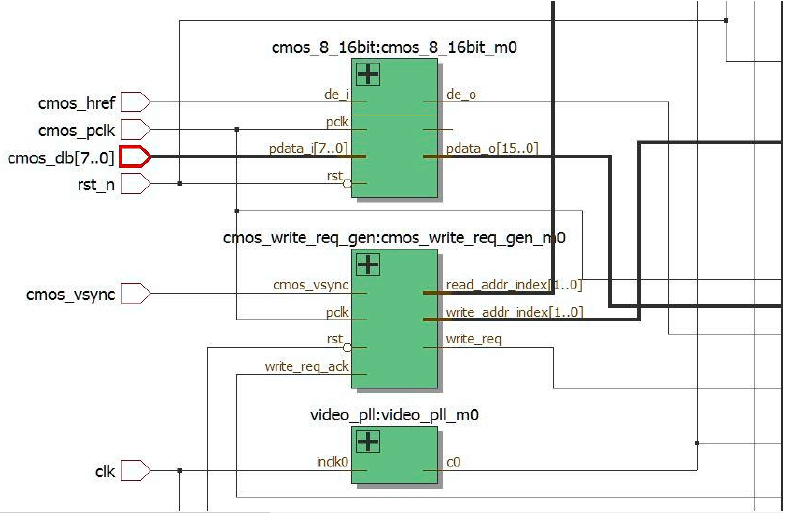 cmos_8_16bit:cmos_8_16bit_m0
cmos_href
de_i
de_o
cmos_pclk
pclk
cmos_db[7..0]
pdata_i[7..0]
pdata_o[15..0]
rst_n
rst
cmos_write_req_gen:cmos_write_req_gen_m0
cmos_vsync
cmos_vsync
read_addr_index[1..0]
pclk
write_addr_index[1..0]
rst
write_req
write_req_ack
video_pll:video_pll_m0
clk
inclk0
c0